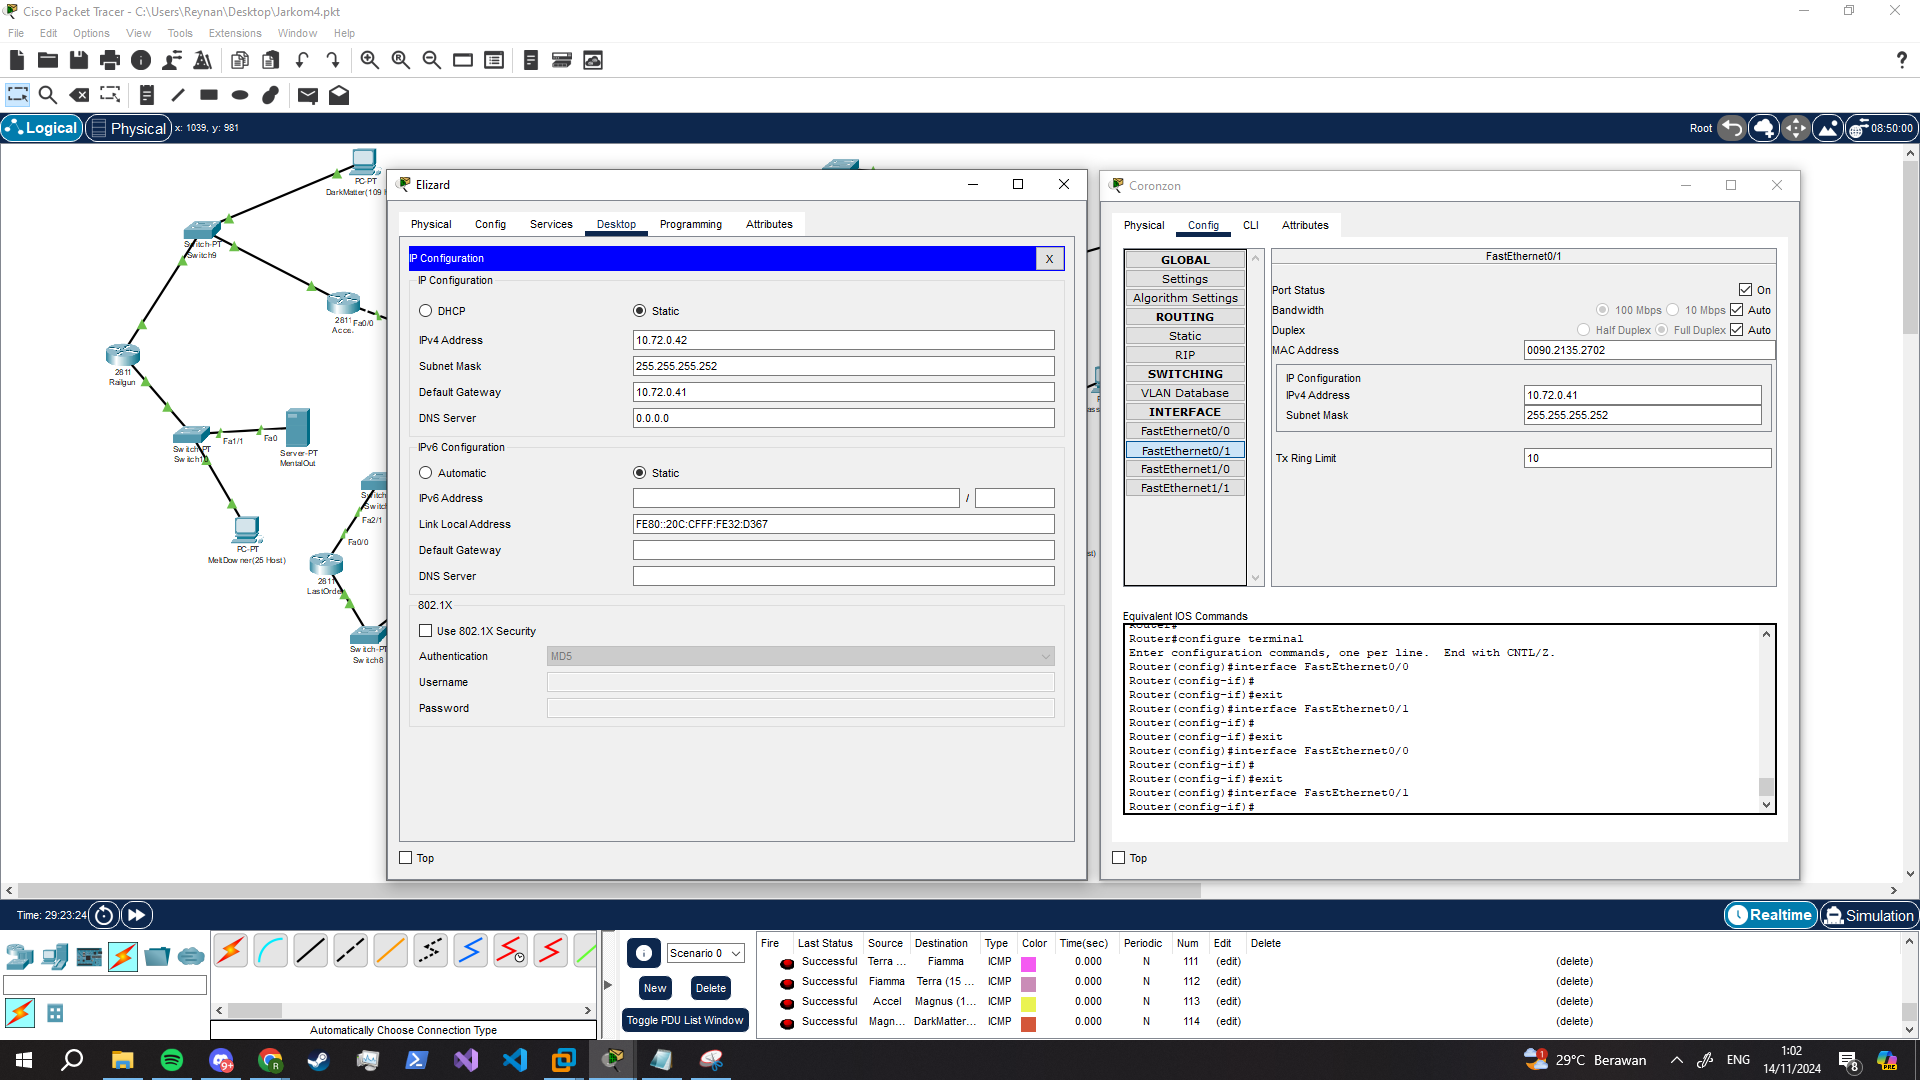 Cisco Packet Tracer - C:\Users\Reynan\Desktop\Jarkom4.pkt
File Edit Options View Tools Extensions Window Help
Logical Physical x: 1039, y: 981
Root 08:50:00
PC-PT
DarkMatter(109
Switch-PT
Switch9
2811
Fa0/0
2811
Railgun
Fa1/1
Fa0
Switch-PT
Server-PT
MentalOut
PC-PT
MeltDowner(25 Host)
Switch
Switch
Fa2/1
Fa0/0
2811
LastOrde
Switch-PT
Switch8
Elizard
Physical Config Services Desktop Programming Attributes
IP Configuration X
IP Configuration
DHCP Static
IPv4 Address 10.72.0.42
Subnet Mask 255.255.255.252
Default Gateway 10.72.0.41
DNS Server 0.0.0.0
IPv6 Configuration
Automatic Static
IPv6 Address /
Link Local Address FE80::20C:CFFF:FE32:D367
Default Gateway
DNS Server
802.1X
Use 802.1X Security
Authentication MD5
Username
Password
Top
Coronzon
Physical Config CLI Attributes
GLOBAL
Settings
Algorithm Settings
ROUTING
Static
RIP
SWITCHING
VLAN Database
INTERFACE
FastEthernet0/0
FastEthernet0/1
FastEthernet1/0
FastEthernet1/1
FastEthernet0/1
Port Status On
Bandwidth 100 Mbps 10 Mbps Auto
Duplex Half Duplex Full Duplex Auto
MAC Address 0090.2135.2702
IP Configuration
IPv4 Address 10.72.0.41
Subnet Mask 255.255.255.252
Tx Ring Limit 10
Equivalent IOS Commands
Router#
Router#configure terminal
Enter configuration commands, one per line. End with CNTL/Z.
Router(config)#interface FastEthernet0/0
Router(config-if)#
Router(config-if)#exit
Router(config)#interface FastEthernet0/1
Router(config-if)#
Router(config-if)#exit
Router(config)#interface FastEthernet0/0
Router(config-if)#
Router(config-if)#exit
Router(config)#interface FastEthernet0/1
Router(config-if)#
Top
Time: 29:23:24
Realtime Simulation
Automatically Choose Connection Type
Scenario 0
New Delete
Toggle PDU List Window
Fire Last Status Source Destination Type Color Time(sec) Periodic Num Edit Delete
Successful Terra ... Fiamma ICMP 0.000 N 111 (edit) (delete)
Successful Fiamma Terra (15 ... ICMP 0.000 N 112 (edit) (delete)
Successful Accel Magnus (1... ICMP 0.000 N 113 (edit) (delete)
Successful Magn... DarkMatter... ICMP 0.000 N 114 (edit) (delete)
29°C Berawan
ENG
1:02
14/11/2024
8